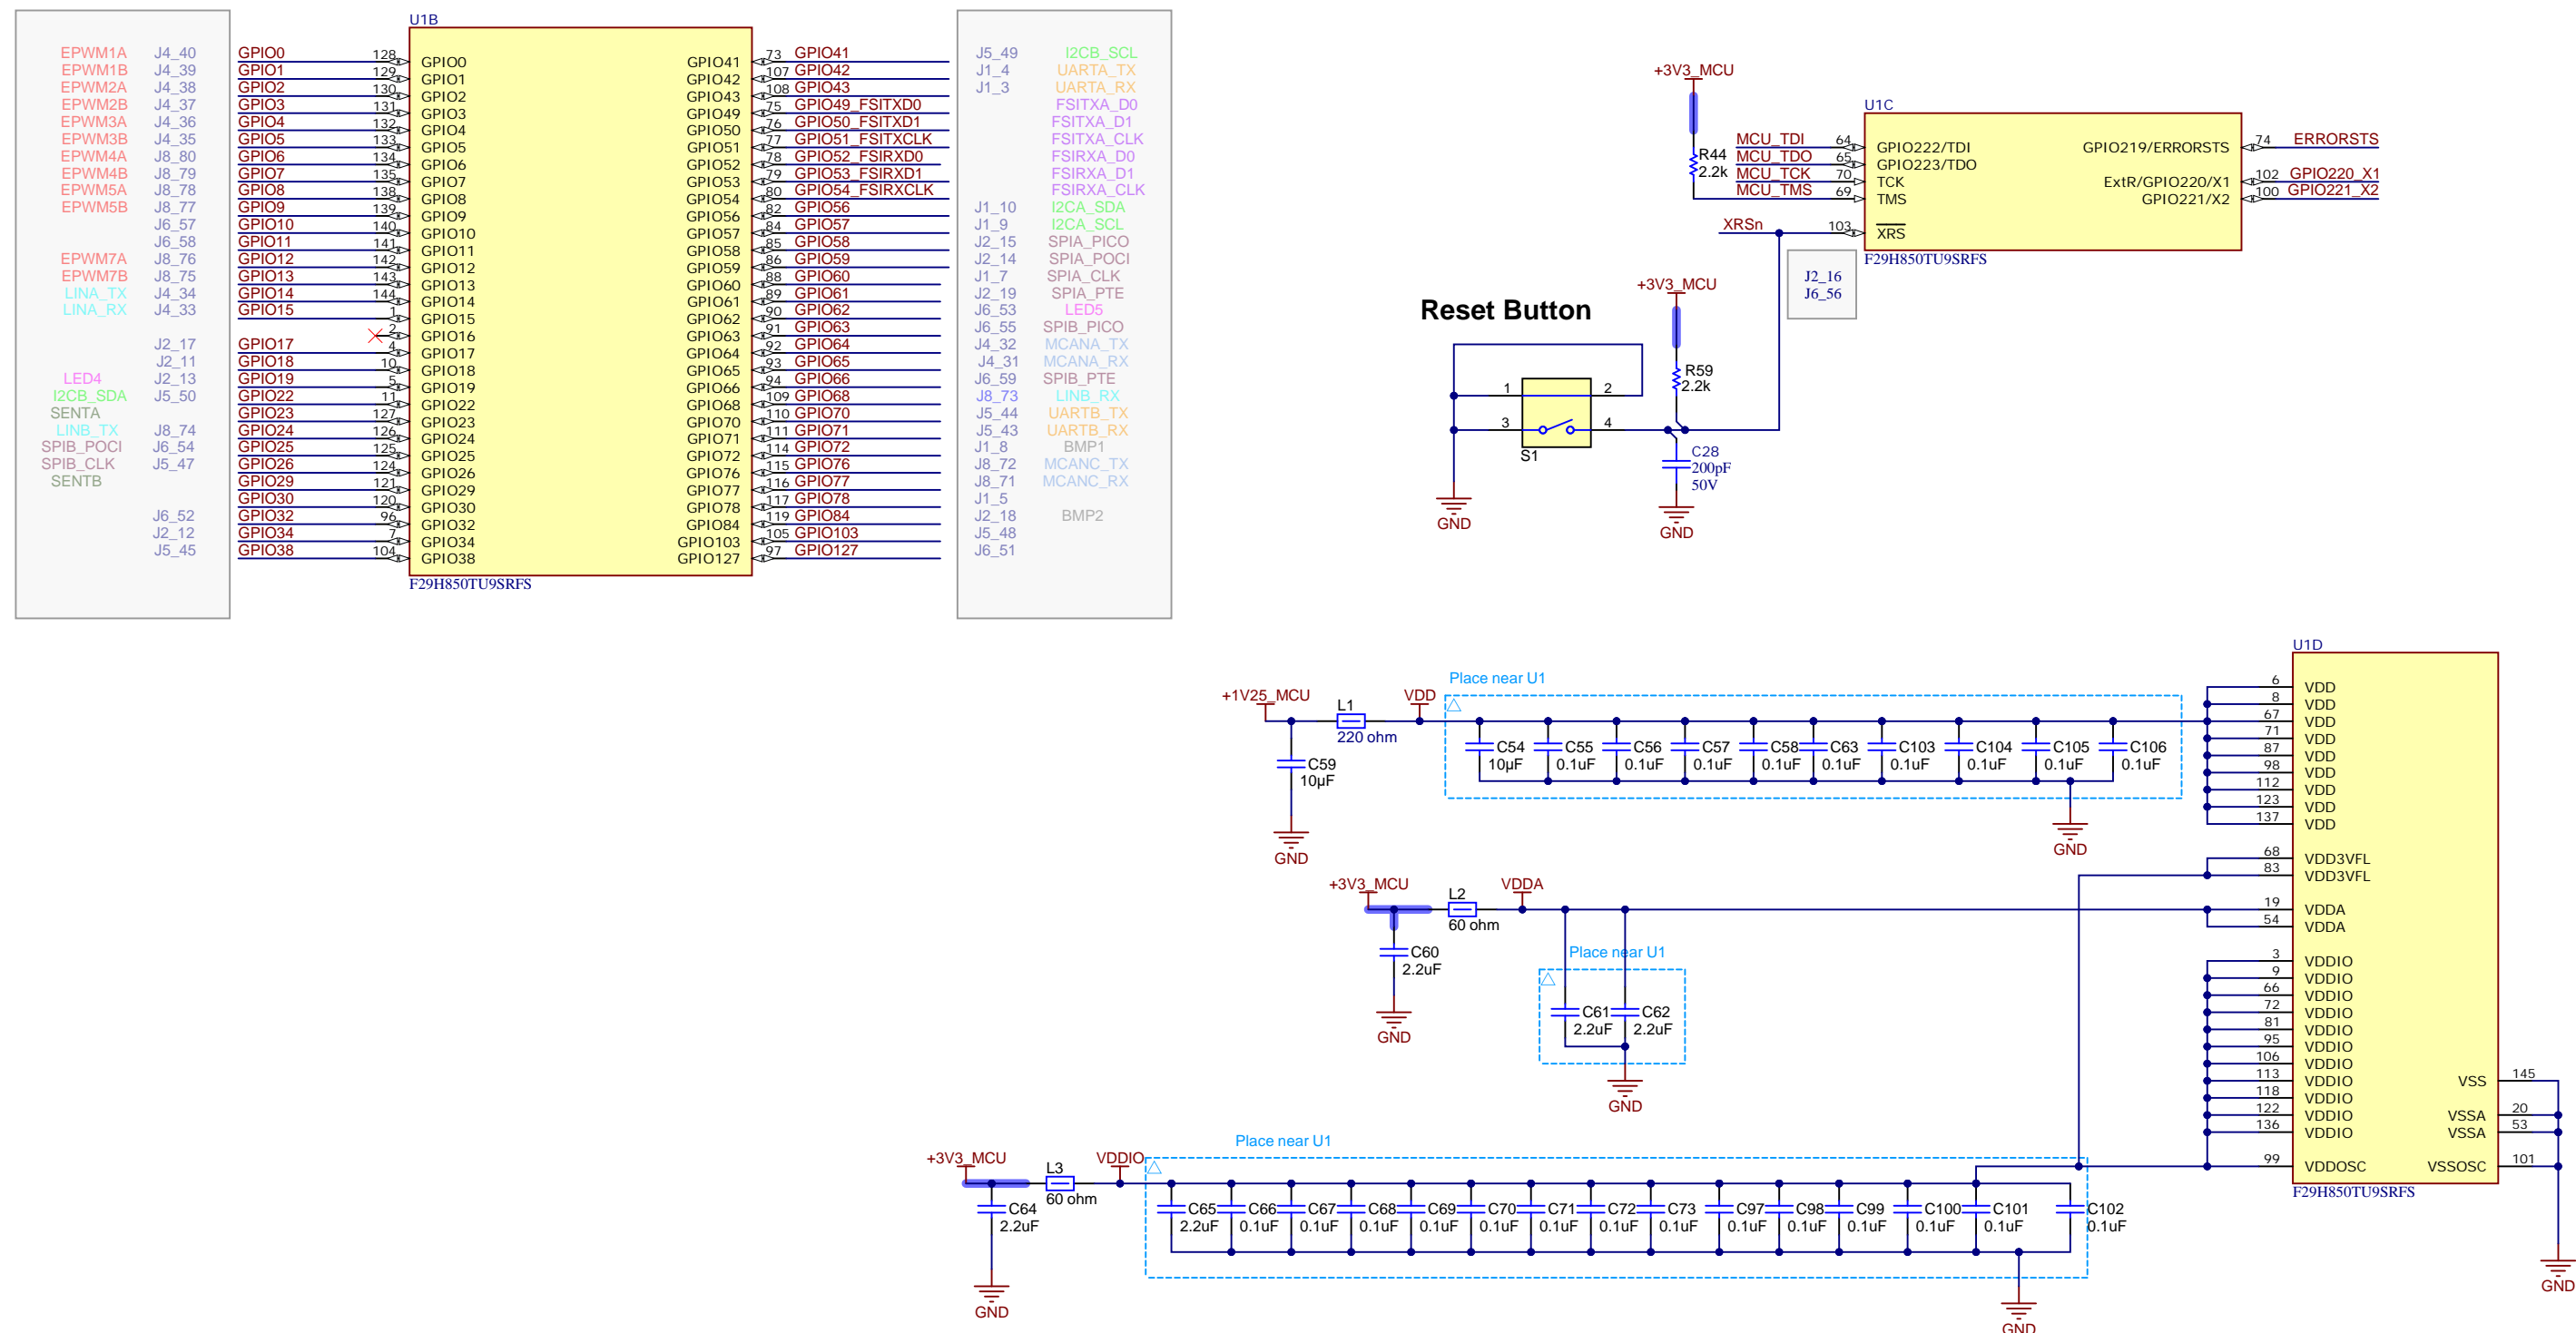 U1B
EPWM1A J4_40 GPIO0 128 GPIO0 GPIO41 73 GPIO41 J5_49 I2CB_SCL
EPWM1B J4_39 GPIO1 129 GPIO1 GPIO42 107 GPIO42 J1_4 UARTA_TX
EPWM2A J4_38 GPIO2 130 GPIO2 GPIO43 108 GPIO43 J1_3 UARTA_RX
EPWM2B J4_37 GPIO3 131 GPIO3 GPIO49 75 GPIO49_FSITXD0 FSITXA_D0
EPWM3A J4_36 GPIO4 132 GPIO4 GPIO50 76 GPIO50_FSITXD1 FSITXA_D1
EPWM3B J4_35 GPIO5 133 GPIO5 GPIO51 77 GPIO51_FSITXCLK FSITXA_CLK
EPWM4A J8_80 GPIO6 134 GPIO6 GPIO52 78 GPIO52_FSIRXD0 FSIRXA_D0
EPWM4B J8_79 GPIO7 135 GPIO7 GPIO53 79 GPIO53_FSIRXD1 FSIRXA_D1
EPWM5A J8_78 GPIO8 138 GPIO8 GPIO54 80 GPIO54_FSIRXCLK FSIRXA_CLK
EPWM5B J8_77 GPIO9 139 GPIO9 GPIO56 82 GPIO56 J1_10 I2CA_SDA
J6_57 GPIO10 140 GPIO10 GPIO57 84 GPIO57 J1_9 I2CA_SCL
J6_58 GPIO11 141 GPIO11 GPIO58 85 GPIO58 J2_15 SPIA_PICO
EPWM7A J8_76 GPIO12 142 GPIO12 GPIO59 86 GPIO59 J2_14 SPIA_POCI
EPWM7B J8_75 GPIO13 143 GPIO13 GPIO60 88 GPIO60 J1_7 SPIA_CLK
LINA_TX J4_34 GPIO14 144 GPIO14 GPIO61 89 GPIO61 J2_19 SPIA_PTE
LINA_RX J4_33 GPIO15 1 GPIO15 GPIO62 90 GPIO62 J6_53 LED5
2 GPIO16 GPIO63 91 GPIO63 J6_55 SPIB_PICO
J2_17 GPIO17 4 GPIO17 GPIO64 92 GPIO64 J4_32 MCANA_TX
J2_11 GPIO18 10 GPIO18 GPIO65 93 GPIO65 J4_31 MCANA_RX
LED4 J2_13 GPIO19 5 GPIO19 GPIO66 94 GPIO66 J6_59 SPIB_PTE
I2CB_SDA J5_50 GPIO22 11 GPIO22 GPIO68 109 GPIO68 J8_73 LINB_RX
SENTA GPIO23 127 GPIO23 GPIO70 110 GPIO70 J5_44 UARTB_TX
LINB_TX J8_74 GPIO24 126 GPIO24 GPIO71 111 GPIO71 J5_43 UARTB_RX
SPIB_POCI J6_54 GPIO25 125 GPIO25 GPIO72 114 GPIO72 J1_8 BMP1
SPIB_CLK J5_47 GPIO26 124 GPIO26 GPIO76 115 GPIO76 J8_72 MCANC_TX
SENTB GPIO29 121 GPIO29 GPIO77 116 GPIO77 J8_71 MCANC_RX
GPIO30 120 GPIO30 GPIO78 117 GPIO78 J1_5
J6_52 GPIO32 96 GPIO32 GPIO84 119 GPIO84 J2_18 BMP2
J2_12 GPIO34 7 GPIO34 GPIO103 105 GPIO103 J5_48
J5_45 GPIO38 104 GPIO38 GPIO127 97 GPIO127 J6_51
F29H850TU9SRFS
+3V3_MCU
R44
2.2k
U1C
MCU_TDI 64 GPIO222/TDI GPIO219/ERRORSTS 74 ERRORSTS
MCU_TDO 65 GPIO223/TDO
MCU_TCK 70 TCK ExtR/GPIO220/X1 102 GPIO220_X1
MCU_TMS 69 TMS GPIO221/X2 100 GPIO221_X2
XRSn 103 XRS
F29H850TU9SRFS
J2_16
J6_56
Reset Button
+3V3_MCU
R59
2.2k
1 2
3 4
S1
C28
200pF
50V
GND
GND
U1D
Place near U1
+1V25_MCU L1 VDD
220 ohm
C59
10µF
C54 C55 C56 C57 C58 C63 C103 C104 C105 C106
10µF 0.1uF 0.1uF 0.1uF 0.1uF 0.1uF 0.1uF 0.1uF 0.1uF 0.1uF
GND
GND
6 VDD
8 VDD
67 VDD
71 VDD
87 VDD
98 VDD
112 VDD
123 VDD
137 VDD
68 VDD3VFL
83 VDD3VFL
19 VDDA
54 VDDA
3 VDDIO
9 VDDIO
66 VDDIO
72 VDDIO
81 VDDIO
95 VDDIO
106 VDDIO
113 VDDIO VSS 145
118 VDDIO
122 VDDIO VSSA 20
136 VDDIO VSSA 53
99 VDDOSC VSSOSC 101
F29H850TU9SRFS
GND
+3V3_MCU L2 VDDA
60 ohm
C60
2.2uF
GND
Place near U1
C61 C62
2.2uF 2.2uF
GND
Place near U1
+3V3_MCU L3 VDDIO
60 ohm
C64
2.2uF
C65 C66 C67 C68 C69 C70 C71 C72 C73 C97 C98 C99 C100 C101 C102
2.2uF 0.1uF 0.1uF 0.1uF 0.1uF 0.1uF 0.1uF 0.1uF 0.1uF 0.1uF 0.1uF 0.1uF 0.1uF 0.1uF 0.1uF
GND
GND